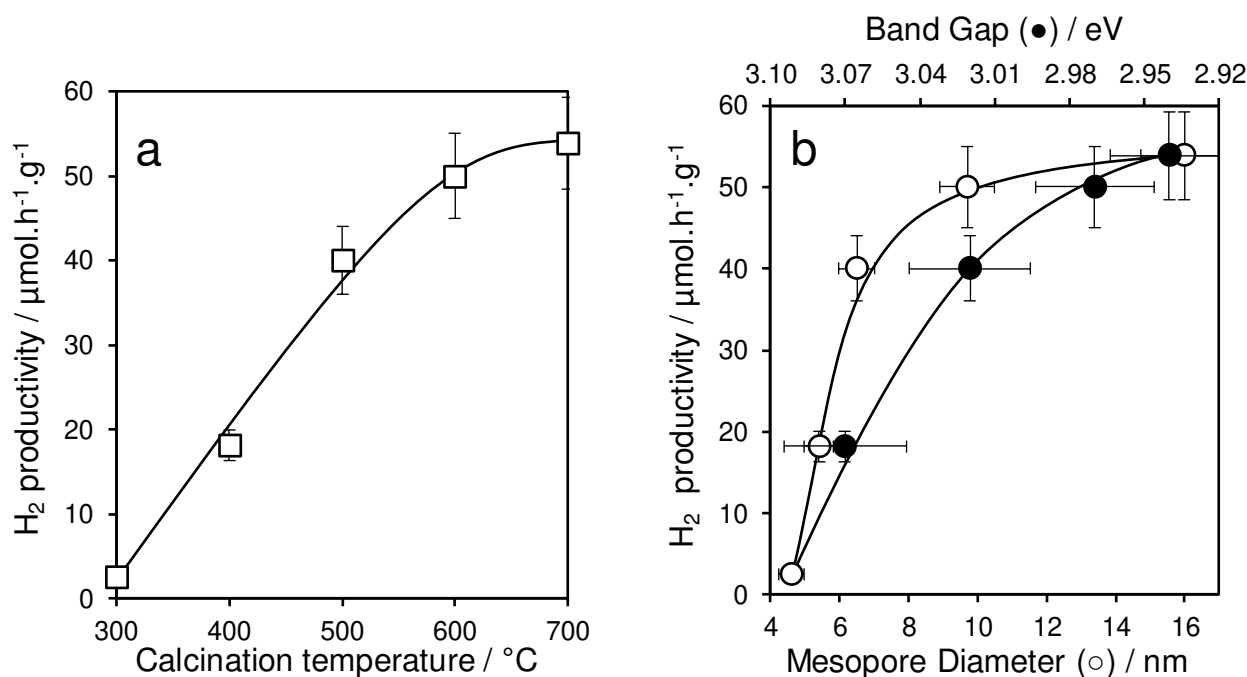 a
H₂ productivity / μmol.h⁻¹.g⁻¹
60
50
40
30
20
10
0
300 400 500 600 700
Calcination temperature / °C
Band Gap (●) / eV
3.10 3.07 3.04 3.01 2.98 2.95 2.92
b
H₂ productivity / μmol.h⁻¹.g⁻¹
60
50
40
30
20
10
0
4 6 8 10 12 14 16
Mesopore Diameter (○) / nm